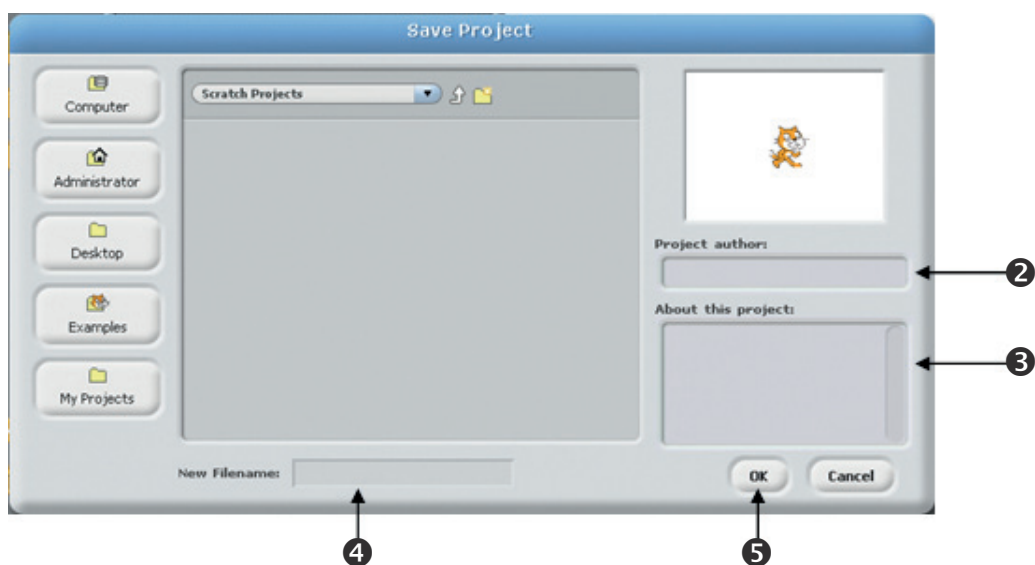 Save Project
Computer
Administrator
Desktop
Examples
My Projects
Scratch Projects
Project author:
2
About this project:
3
New Filename:
OK
Cancel
4
5